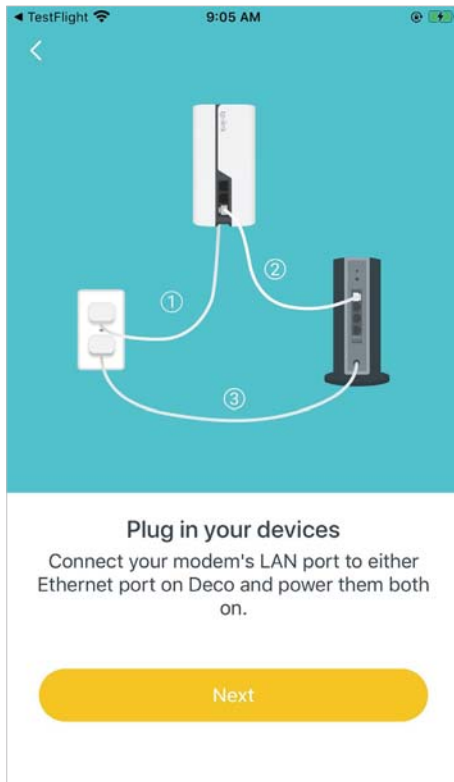 TestFlight 9:05 AM
①
②
③
Plug in your devices
Connect your modem's LAN port to either
Ethernet port on Deco and power them both
on.
Next